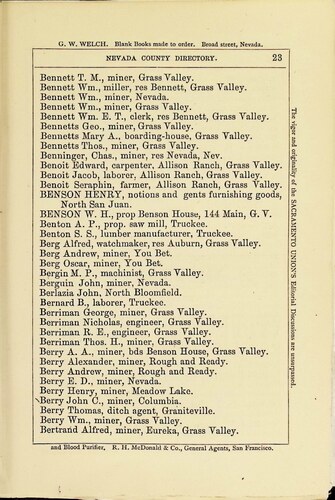 G. W. WELCH. Blank Books made to order. Broad street, Nevada.
NEVADA COUNTY DIRECTORY. 23
Bennett T. M., miner, Grass Valley.
Bennett Wm., miller, res Bennett, Grass Valley.
Bennett Wm., miner, Nevada.
Bennett Wm., miner, Grass Valley.
Bennett Wm. E. T., clerk, res Bennett, Grass Valley.
Bennetts Geo., miner, Grass Valley.
Bennetts Mary A., boarding-house, Grass Valley.
Bennetts Thos., miner, Grass Valley.
Benninger, Chas., miner, res Nevada, Nev.
Benoit Edward, carpenter, Allison Ranch, Grass Valley.
Benoit Jacob, laborer, Allison Ranch, Grass Valley.
Benoit Seraphin, farmer, Allison Ranch, Grass Valley.
BENSON HENRY, notions and gents furnishing goods,
North San Juan.
BENSON W. H., prop Benson House, 144 Main, G. V.
Benton A. P., prop. saw mill, Truckee.
Benton S. S., lumber manufacturer, Truckee.
Berg Alfred, watchmaker, res Auburn, Grass Valley.
Berg Andrew, miner, You Bet.
Berg Oscar, miner, You Bet.
Bergin M. P., machinist, Grass Valley.
Berguin John, miner, Nevada.
Berlazia John, North Bloomfield.
Bernard B., laborer, Truckee.
Berriman George, miner, Grass Valley.
Berriman Nicholas, engineer, Grass Valley.
Berriman R. E., engineer, Grass Valley.
Berriman Thos. H., miner, Grass Valley.
Berry A. A., miner, bds Benson House, Grass Valley.
Berry Alexander, miner, Rough and Ready.
Berry Andrew, miner, Rough and Ready.
Berry E. D., miner, Nevada.
Berry Henry, miner, Meadow Lake.
Berry John C., miner, Columbia.
Berry Thomas, ditch agent, Graniteville.
Berry Wm., miner, Grass Valley.
Bertrand Alfred, miner, Eureka, Grass Valley.
The vigor and originality of the SACRAMENTO UNION'S Editorial Discussions are unsurpassed.
and Blood Purifier, R. H. McDonald & Co., General Agents, San Francisco.